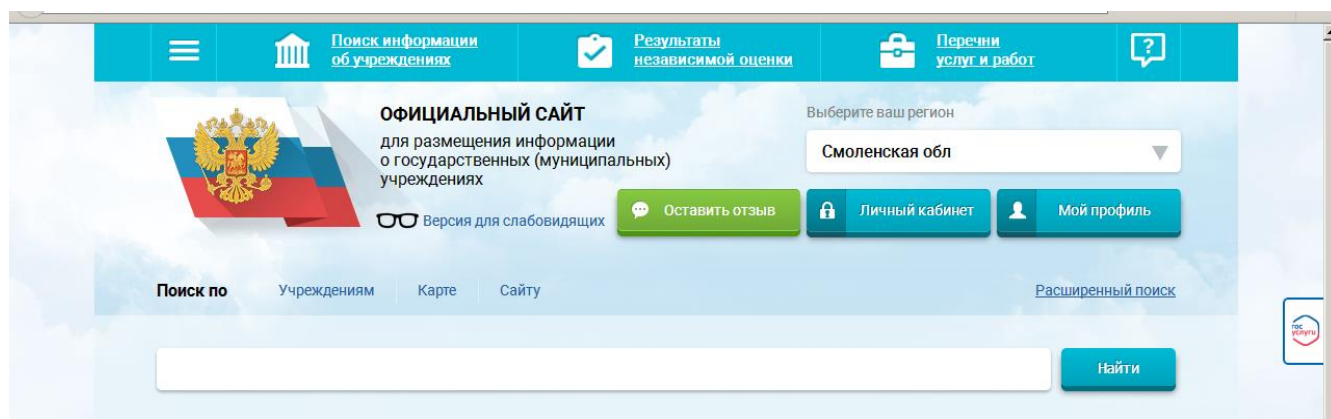 Поиск информации
об учреждениях
Результаты
независимой оценки
Перечни
услуг и работ
?
ОФИЦИАЛЬНЫЙ САЙТ
для размещения информации
о государственных (муниципальных)
учреждениях
Версия для слабовидящих
Выберите ваш регион
Смоленская обл
Оставить отзыв
Личный кабинет
Мой профиль
Поиск по
Учреждениям
Карте
Сайту
Расширенный поиск
гос
услуги
Найти